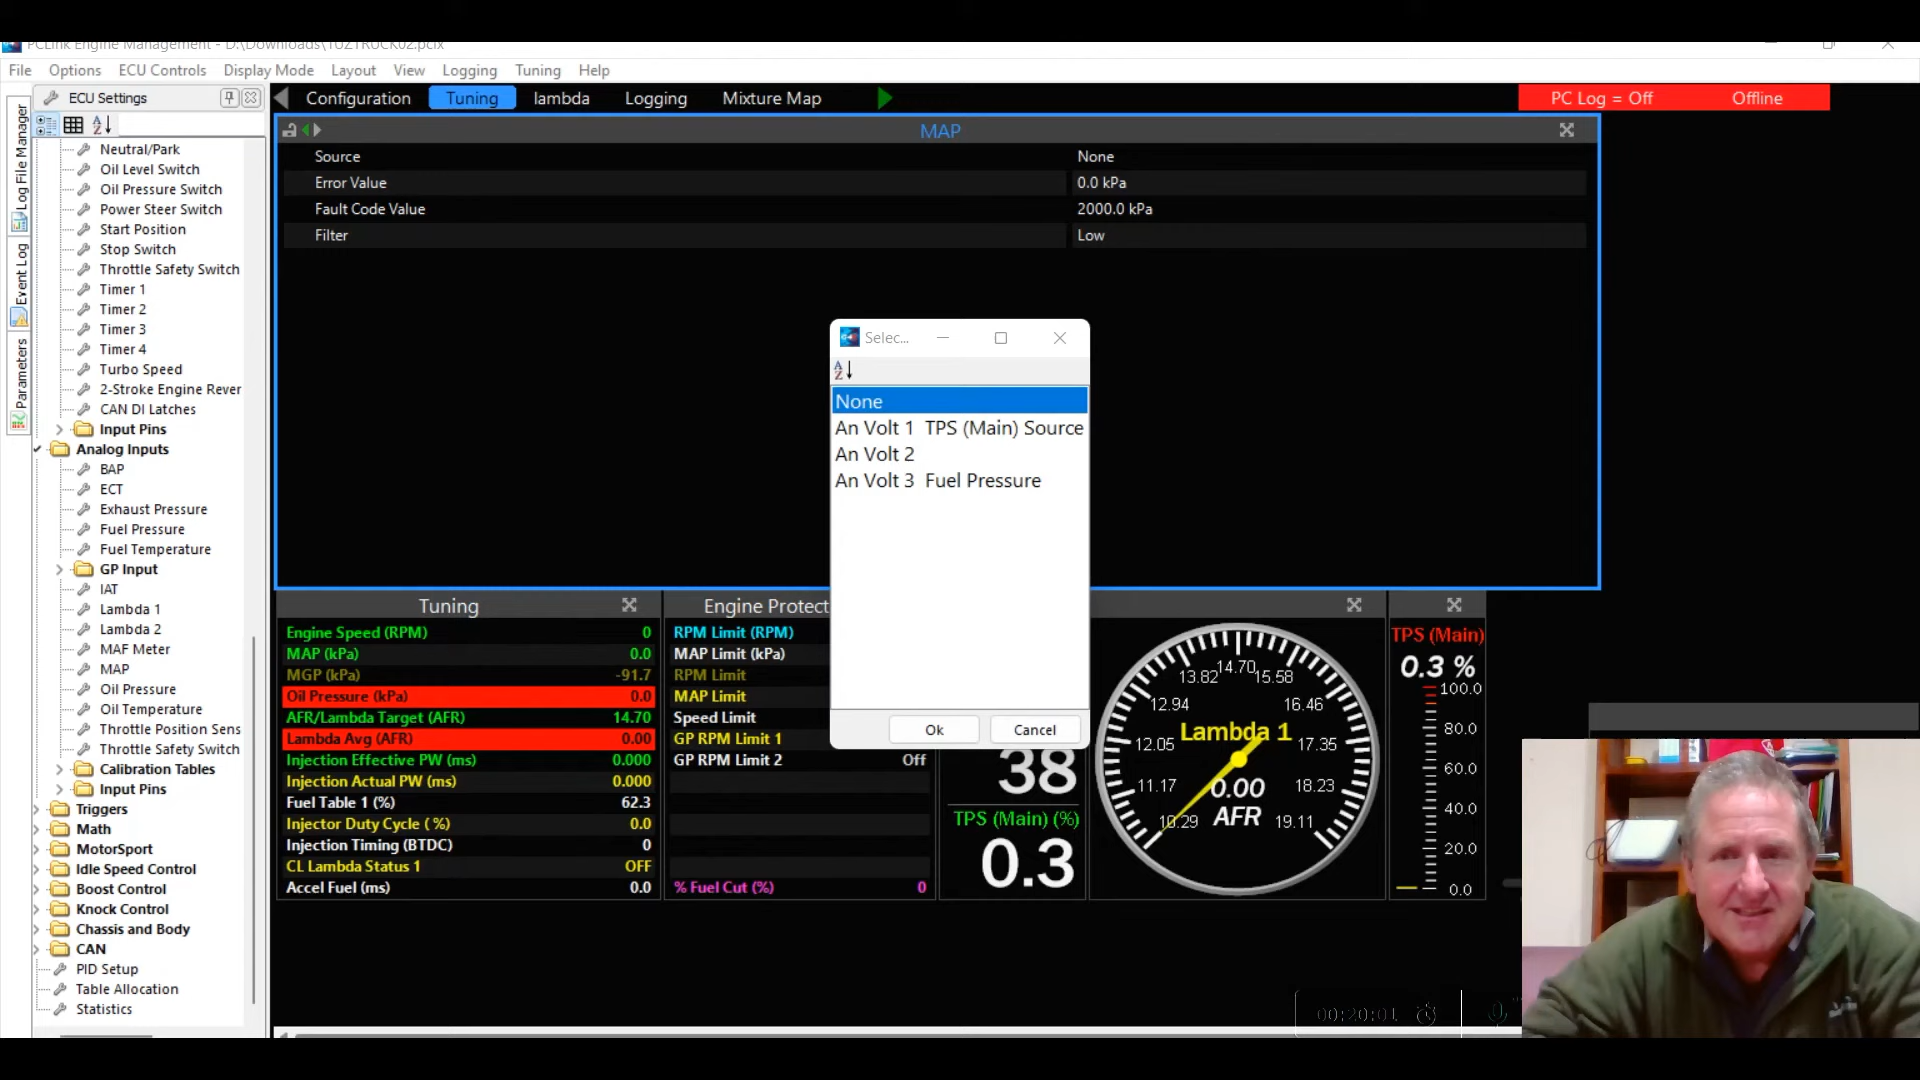 PCLink Engine Management - D:\Downloads\TUZTRUCK02.pclx
File Options ECU Controls Display Mode Layout View Logging Tuning Help
ECU Settings
Configuration Tuning lambda Logging Mixture Map
PC Log = Off Offline
Log File Manager
Event Log
Parameters
Neutral/Park
Oil Level Switch
Oil Pressure Switch
Power Steer Switch
Start Position
Stop Switch
Throttle Safety Switch
Timer 1
Timer 2
Timer 3
Timer 4
Turbo Speed
2-Stroke Engine Rever
CAN DI Latches
Input Pins
Analog Inputs
BAP
ECT
Exhaust Pressure
Fuel Pressure
Fuel Temperature
GP Input
IAT
Lambda 1
Lambda 2
MAF Meter
MAP
Oil Pressure
Oil Temperature
Throttle Position Sens
Throttle Safety Switch
Calibration Tables
Input Pins
Triggers
Math
MotorSport
Idle Speed Control
Boost Control
Knock Control
Chassis and Body
CAN
PID Setup
Table Allocation
Statistics
MAP
Source None
Error Value 0.0 kPa
Fault Code Value 2000.0 kPa
Filter Low
Selec...
None
An Volt 1 TPS (Main) Source
An Volt 2
An Volt 3 Fuel Pressure
Ok Cancel
Tuning
Engine Speed (RPM) 0
MAP (kPa) 0.0
MGP (kPa) -91.7
Oil Pressure (kPa) 0.0
AFR/Lambda Target (AFR) 14.70
Lambda Avg (AFR) 0.00
Injection Effective PW (ms) 0.000
Injection Actual PW (ms) 0.000
Fuel Table 1 (%) 62.3
Injector Duty Cycle ( %) 0.0
Injection Timing (BTDC) 0
CL Lambda Status 1 OFF
Accel Fuel (ms) 0.0
Engine Protect
RPM Limit (RPM)
MAP Limit (kPa)
RPM Limit
MAP Limit
Speed Limit
GP RPM Limit 1
GP RPM Limit 2 Off
% Fuel Cut (%) 0
38
TPS (Main) (%)
0.3
10.29
11.17
12.05
12.94
13.82
14.70
15.58
16.46
17.35
18.23
19.11
Lambda 1
0.00
AFR
TPS (Main)
0.3 %
100.0
80.0
60.0
40.0
20.0
0.0
00:20:01